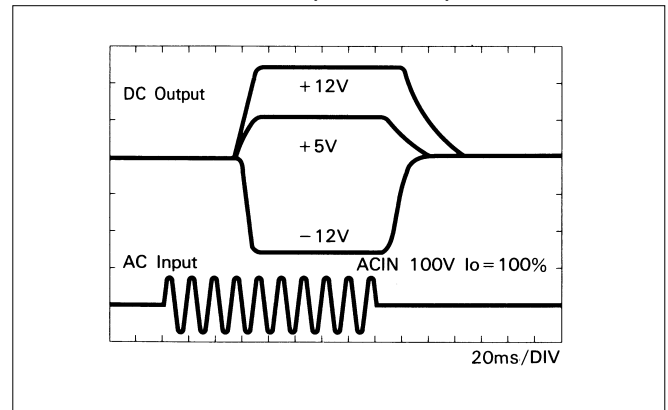 DC Output
+12V
+5V
−12V
AC Input
ACIN 100V Io=100%
20ms/DIV